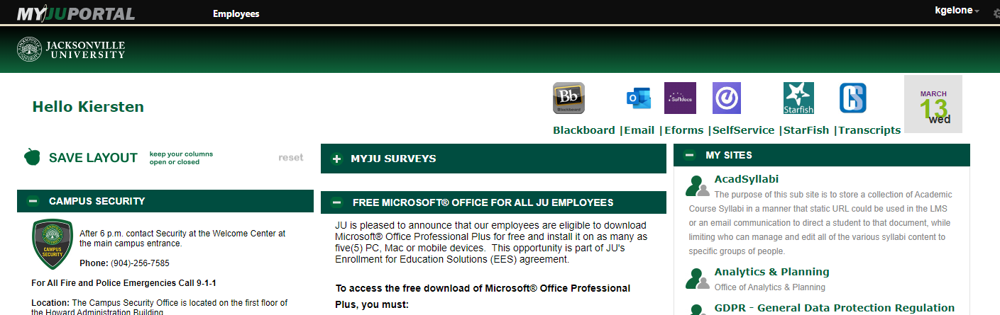 MYJUPORTAL
Employees
kgelone
JACKSONVILLE
UNIVERSITY
Hello Kiersten
Bb
Blackboard
Softdocs
Starfish
MARCH
13
wed
Blackboard |Email |Eforms |SelfService |StarFish |Transcripts
SAVE LAYOUT
keep your columns
open or closed
reset
CAMPUS SECURITY
CAMPUS
SECURITY
After 6 p.m. contact Security at the Welcome Center at
the main campus entrance.
Phone: (904)-256-7585
For All Fire and Police Emergencies Call 9-1-1
Location: The Campus Security Office is located on the first floor of
the Howard Administration Building
MYJU SURVEYS
FREE MICROSOFT® OFFICE FOR ALL JU EMPLOYEES
JU is pleased to announce that our employees are eligible to download
Microsoft® Office Professional Plus for free and install it on as many as
five(5) PC, Mac or mobile devices. This opportunity is part of JU's
Enrollment for Education Solutions (EES) agreement.
To access the free download of Microsoft® Office Professional
Plus, you must:
MY SITES
AcadSyllabi
The purpose of this sub site is to store a collection of Academic
Course Syllabi in a manner that static URL could be used in the LMS
or an email communication to direct a student to that document, while
limiting who can manage and edit all of the various syllabi content to
specific groups of people.
Analytics & Planning
Office of Analytics & Planning
GDPR - General Data Protection Regulation